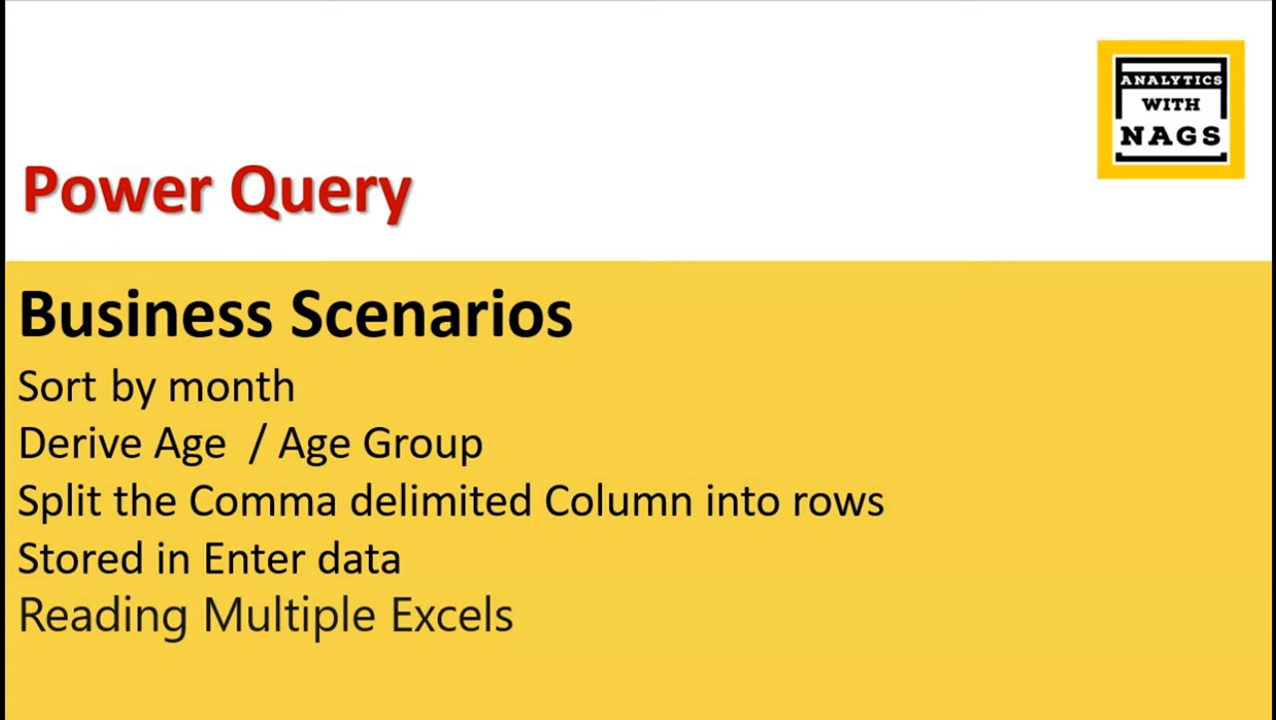 ANALYTICS
WITH
NAGS
Power Query
Business Scenarios
Sort by month
Derive Age / Age Group
Split the Comma delimited Column into rows
Stored in Enter data
Reading Multiple Excels